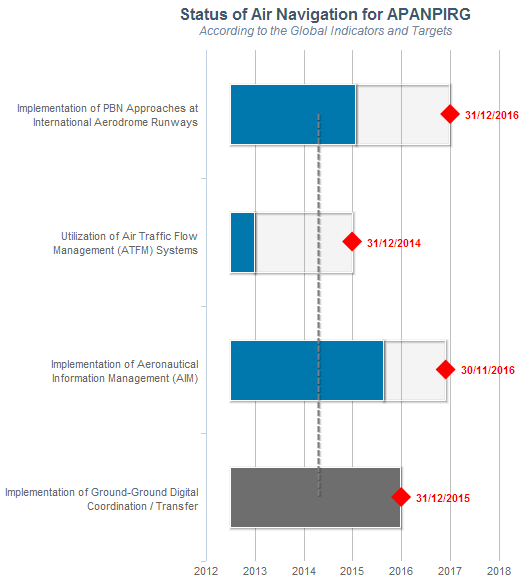 Status of Air Navigation for APANPIRG
According to the Global Indicators and Targets
Implementation of PBN Approaches at
International Aerodrome Runways
31/12/2016
Utilization of Air Traffic Flow
Management (ATFM) Systems
31/12/2014
Implementation of Aeronautical
Information Management (AIM)
30/11/2016
Implementation of Ground-Ground Digital
Coordination / Transfer
31/12/2015
2012 2013 2014 2015 2016 2017 2018